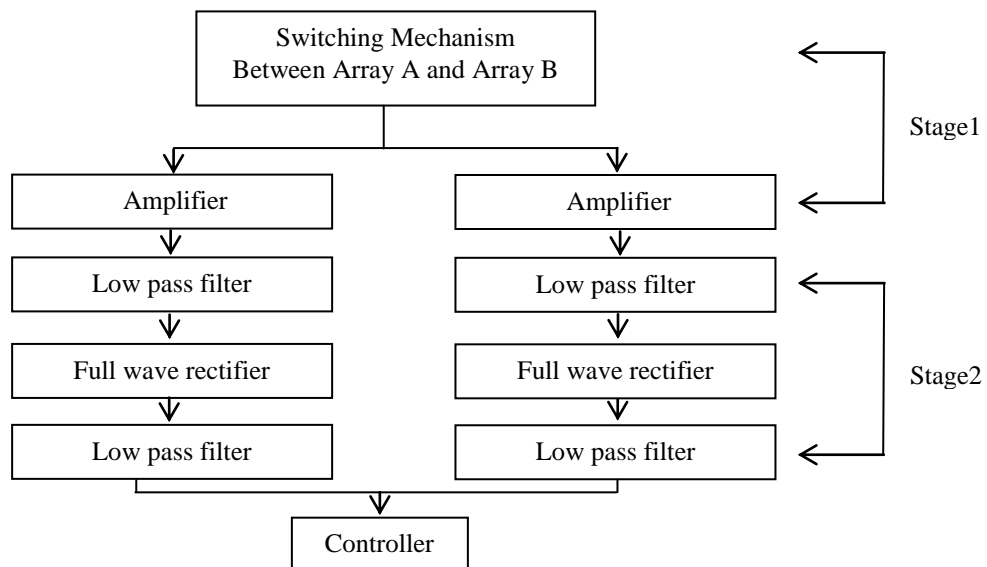 Switching Mechanism
Between Array A and Array B
Stage1
Amplifier
Amplifier
Low pass filter
Low pass filter
Full wave rectifier
Full wave rectifier
Stage2
Low pass filter
Low pass filter
Controller